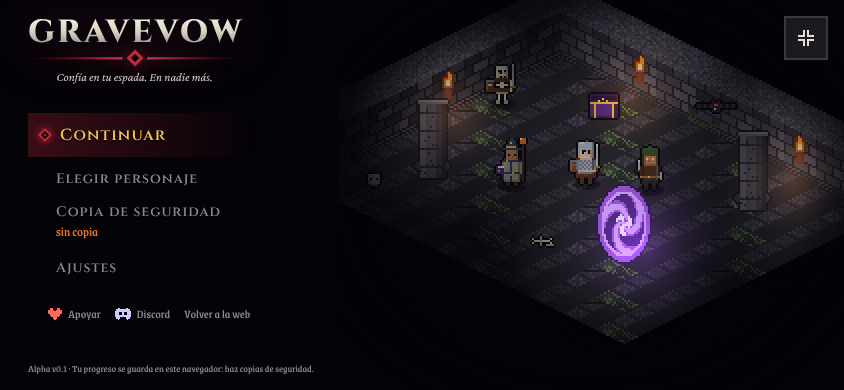 GRAVEVOW
Confía en tu espada. En nadie más.
CONTINUAR
ELEGIR PERSONAJE
COPIA DE SEGURIDAD
sin copia
AJUSTES
Apoyar Discord Volver a la web
Alpha v0.1 · Tu progreso se guarda en este navegador: haz copias de seguridad.